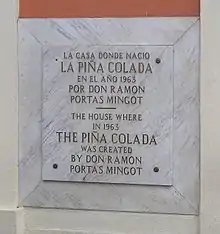 LA CASA DONDE NACIO
LA PIÑA COLADA
EN EL AÑO 1963
POR DON RAMON
PORTAS MINGOT
THE HOUSE WHERE
IN 1963
THE PIÑA COLADA
WAS CREATED
BY DON RAMON
PORTAS MINGOT